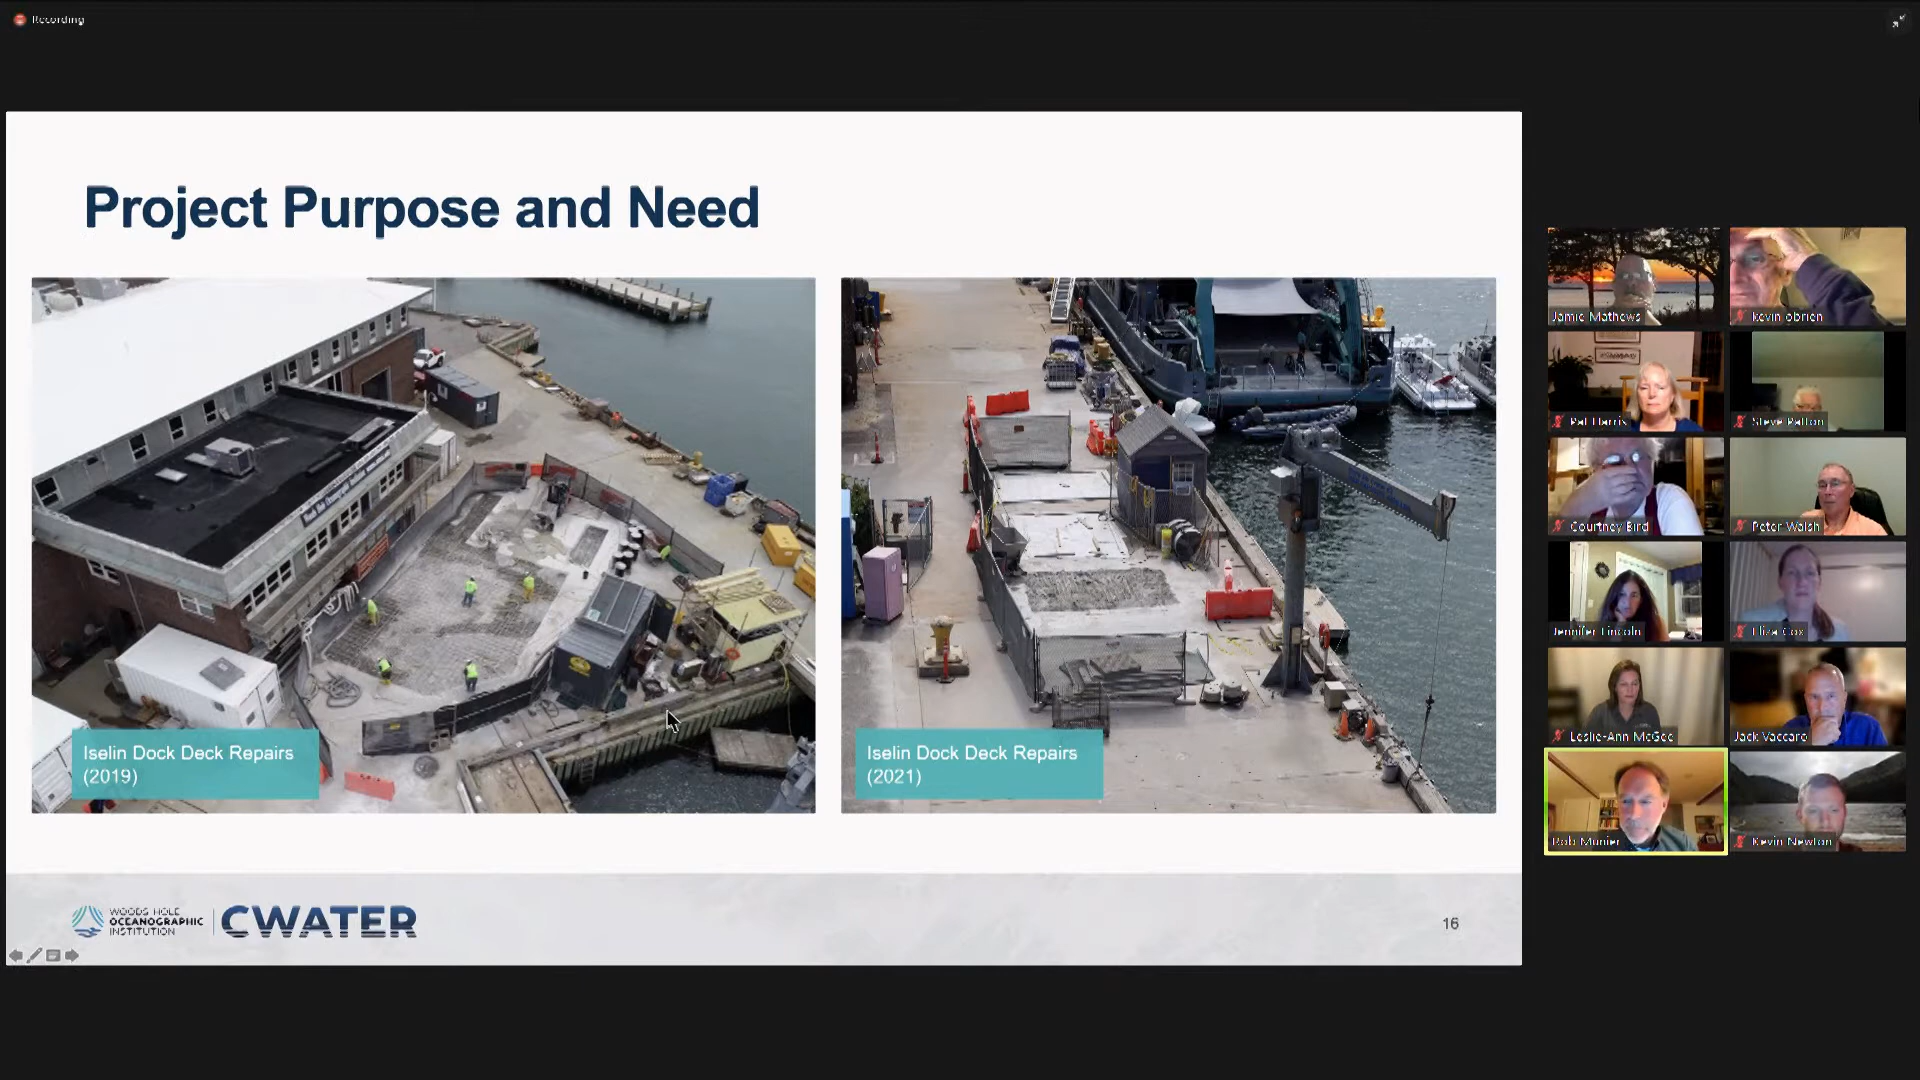 Recording
Project Purpose and Need
Iselin Dock Deck Repairs
(2019)
Iselin Dock Deck Repairs
(2021)
WOODS HOLE
OCEANOGRAPHIC
INSTITUTION
CWATER
16
Jamie Mathews
kevin obrien
Pat Harris
Steve Patton
Courtney Bird
Peter Walsh
Jennifer Lincoln
Eliza Cox
Leslie-Ann McGee
Jack Vaccaro
Rob Munier
Kevin Newton